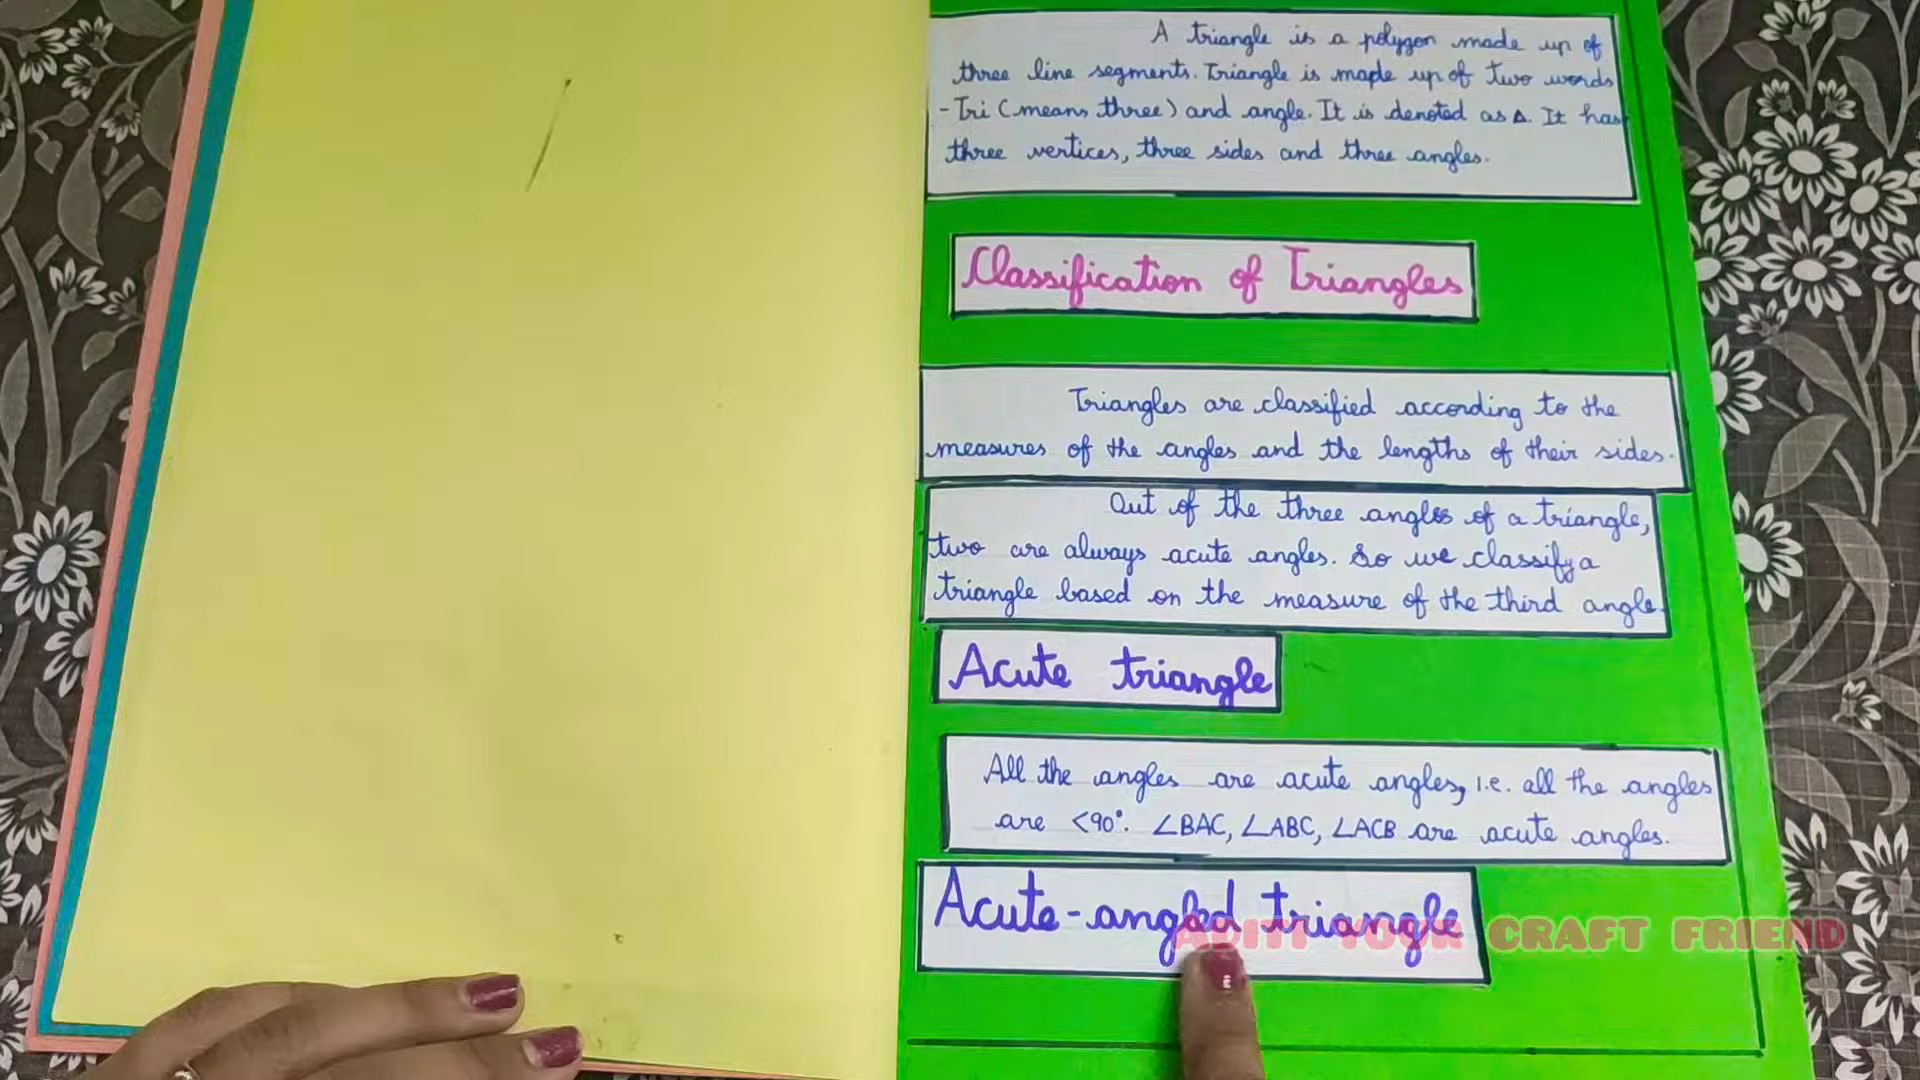 A triangle is a polygon made up of
three line segments. Triangle is made up of two words
- Tri (means three) and angle. It is denoted as Δ. It has
three vertices, three sides and three angles.
Classification of Triangles
Triangles are classified according to the
measures of the angles and the lengths of their sides.
Out of the three angles of a triangle,
two are always acute angles. So we classify a
triangle based on the measure of the third angle.
Acute triangle
All the angles are acute angles, i.e. all the angles
are <90°. ∠BAC, ∠ABC, ∠ACB are acute angles.
Acute-angled triangle
ADITI YOUR CRAFT FRIEND